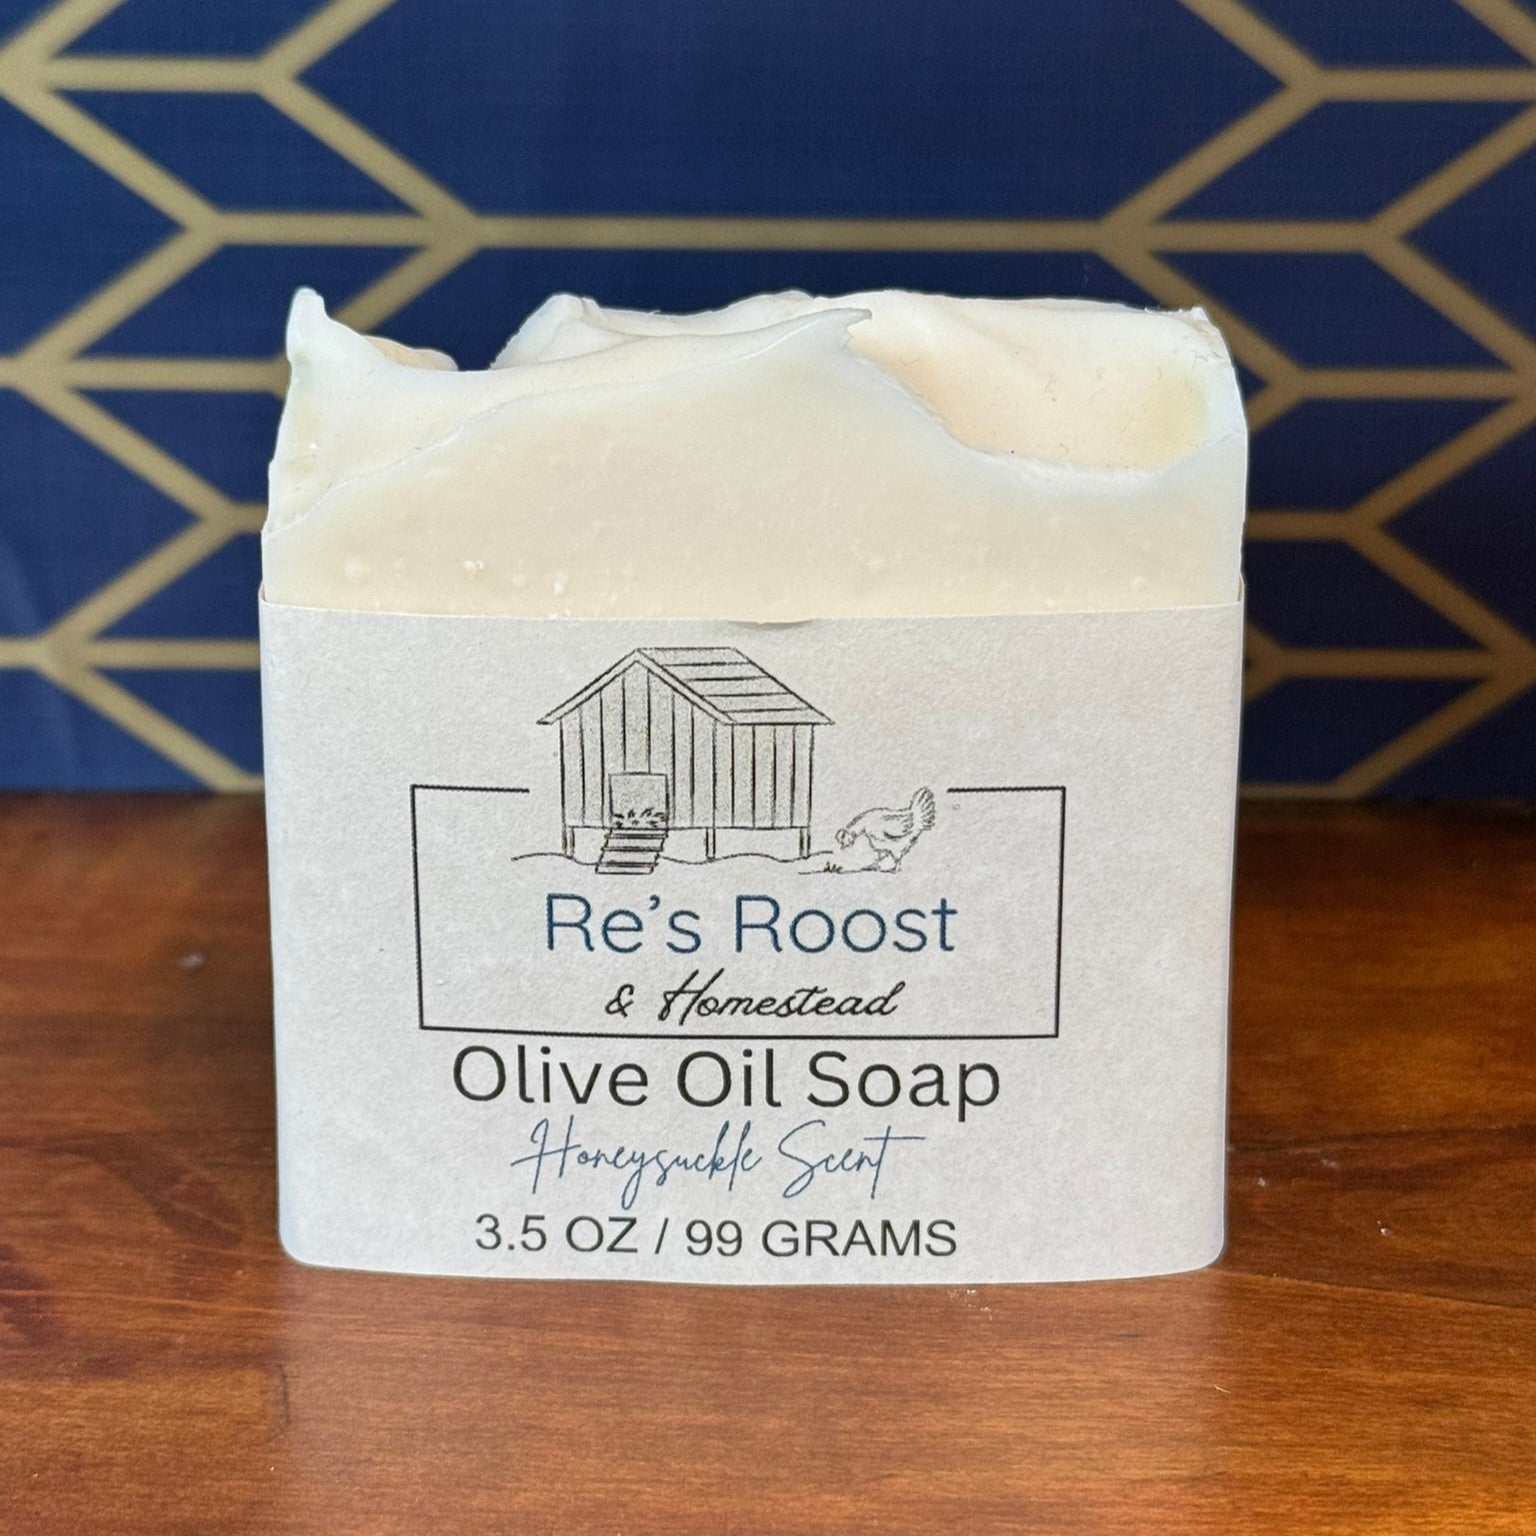 Re's Roost
& Homestead
Olive Oil Soap
Honeysuckle Scent
3.5 OZ / 99 GRAMS